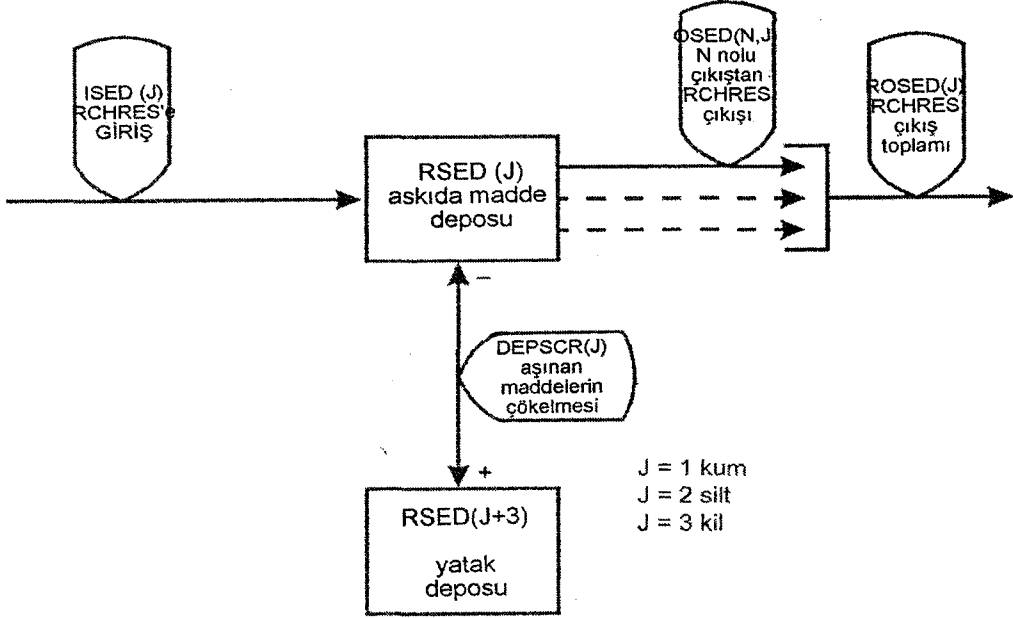 ISED (J)
RCHRES'e
GİRİŞ
OSED(N,J
N nolu
çıkıştan
RCHRES
çıkışı
ROSED(J)
RCHRES
çıkış
toplamı
RSED (J)
askıda madde
deposu
–
DEPSCR(J)
aşınan
maddelerin
çökelmesi
+
RSED(J+3)
yatak
deposu
J = 1 kum
J = 2 silt
J = 3 kil